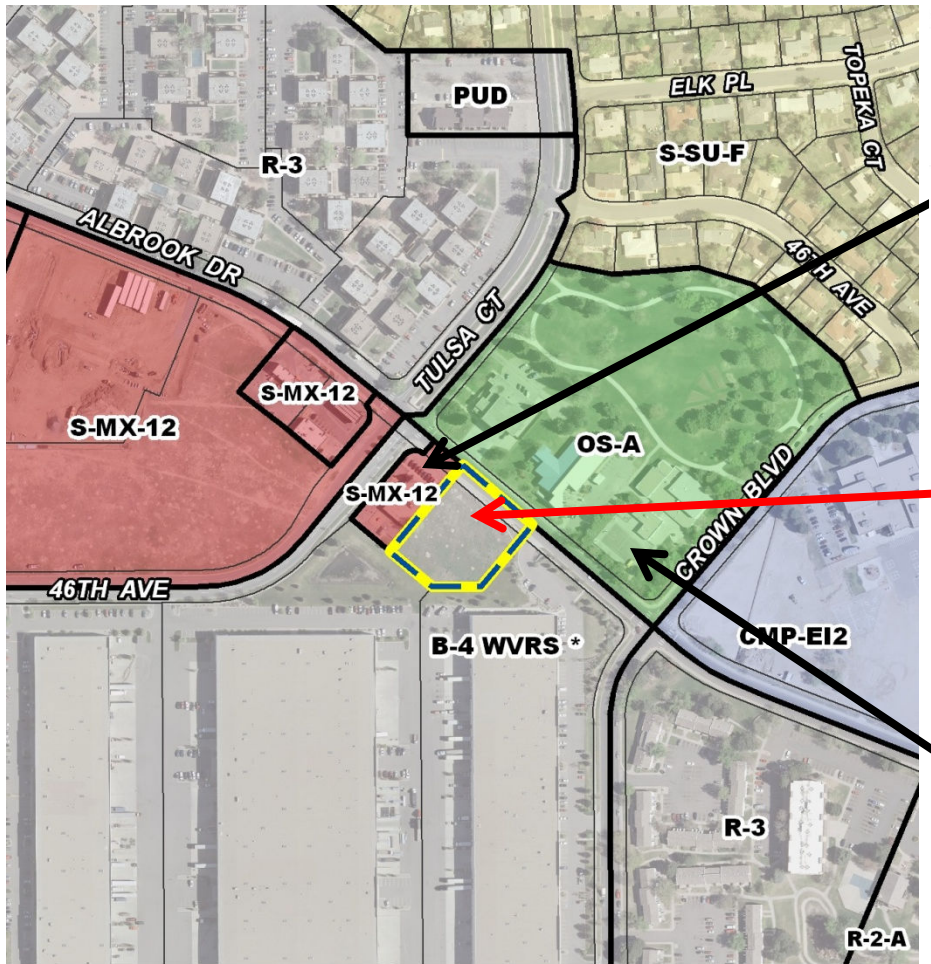 PUD
ELK PL
TOPEKA CT
R-3
S-SU-F
ALBROOK DR
46TH AVE
TULSA CT
S-MX-12
S-MX-12
OS-A
CROWN BLVD
S-MX-12
46TH AVE
B-4 WVRS *
CMP-EI2
R-3
R-2-A